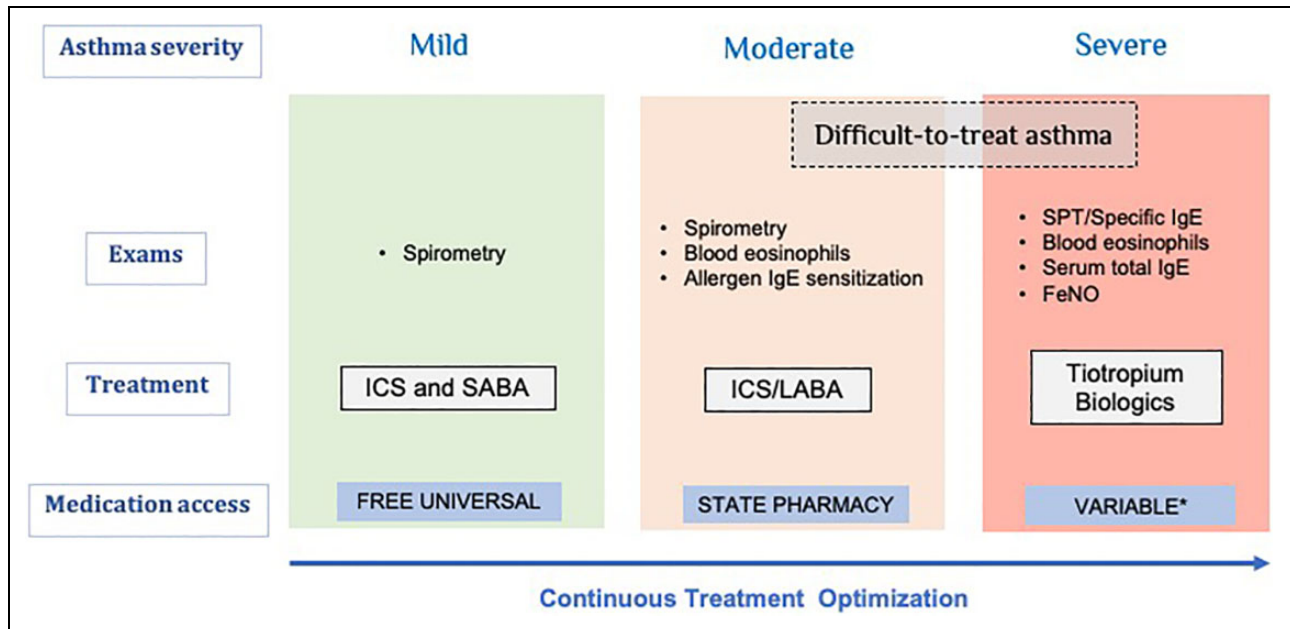 Asthma severity
Mild
Moderate
Severe
Difficult-to-treat asthma
Exams
• Spirometry
• Spirometry
• Blood eosinophils
• Allergen IgE sensitization
• SPT/Specific IgE
• Blood eosinophils
• Serum total IgE
• FeNO
Treatment
ICS and SABA
ICS/LABA
Tiotropium
Biologics
Medication access
FREE UNIVERSAL
STATE PHARMACY
VARIABLE*
Continuous Treatment Optimization